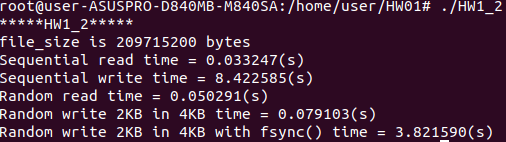 root@user-ASUSPRO-D840MB-M840SA:/home/user/HW01# ./HW1_2
*****HW1_2*****
file_size is 209715200 bytes
Sequential read time = 0.033247(s)
Sequential write time = 8.422585(s)
Random read time = 0.050291(s)
Random write 2KB in 4KB time = 0.079103(s)
Random write 2KB in 4KB with fsync() time = 3.821590(s)